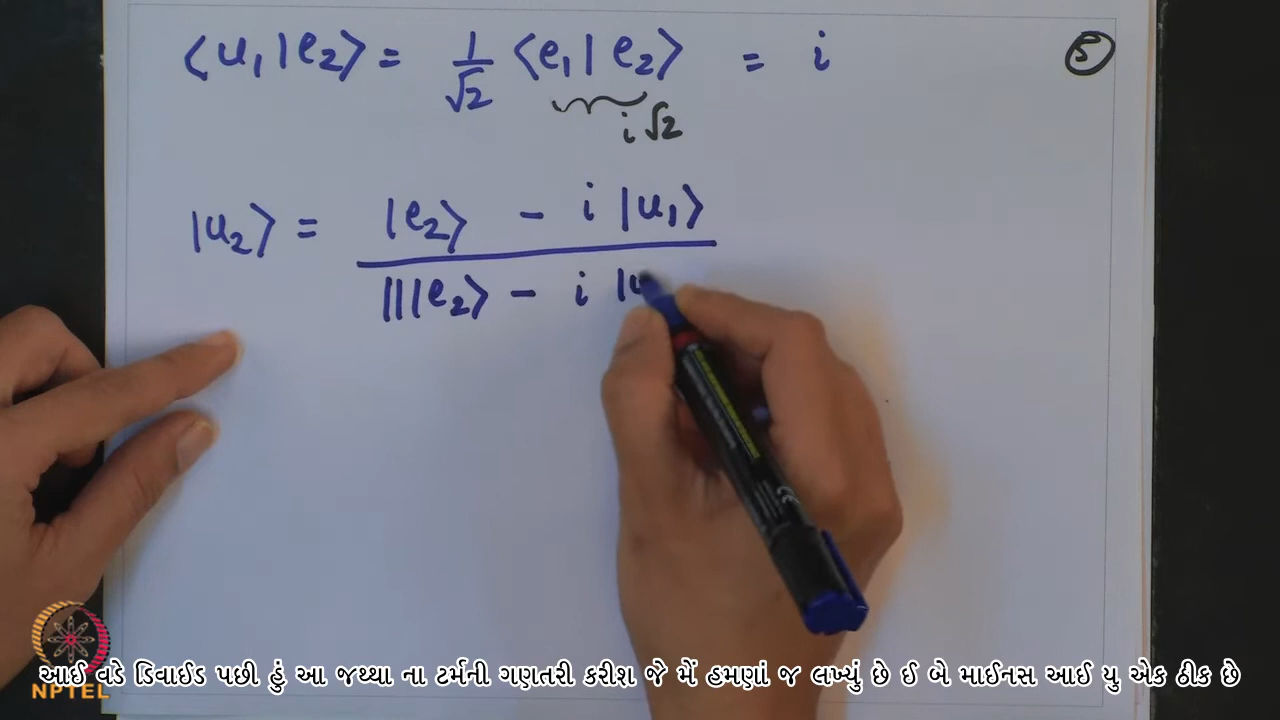 ⟨u₁|e₂⟩ = 1/√2 ⟨e₁|e₂⟩ = i
⑤
i√2
|u₂⟩ = |e₂⟩ - i |u₁⟩
|| |e₂⟩ - i |u
આઈ વડે ડિવાઈડ પછી હું આ જથ્થા ના ટર્મની ગણતરી કરીશ જે મેં હમણાં જ લખ્યું છે ઈ બે માઈનસ આઈ યુ એક ઠીક છે
NPTEL